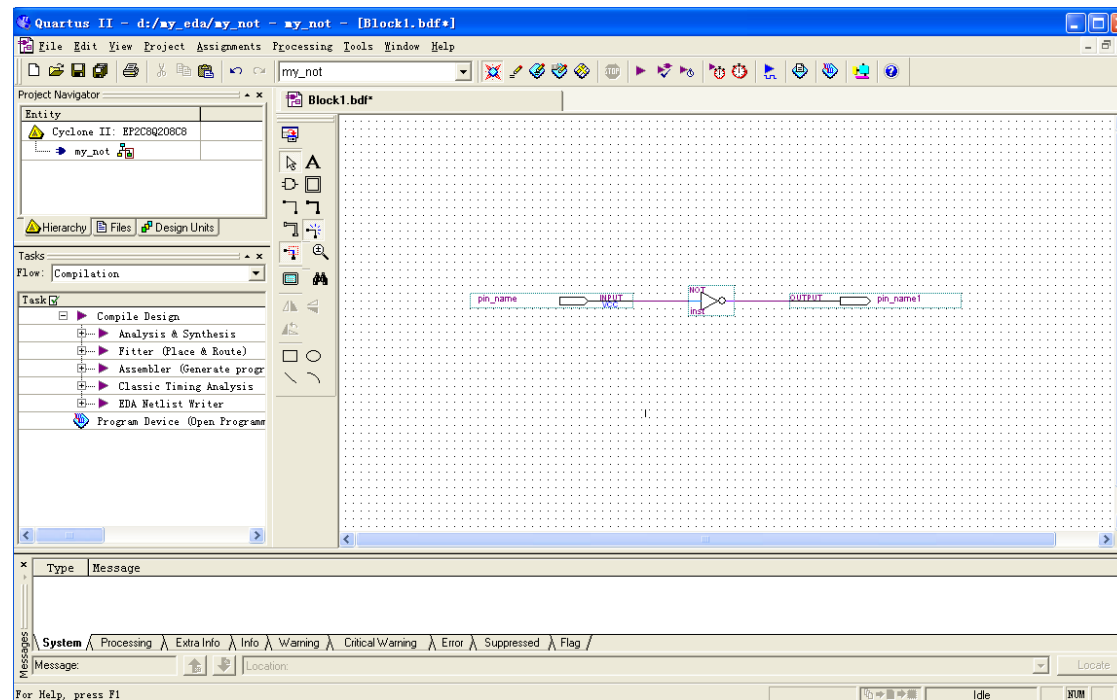 Quartus II - d:/my_eda/my_not - my_not - [Block1.bdf*]
File Edit View Project Assignments Processing Tools Window Help
my_not
Project Navigator
Block1.bdf*
Entity
Cyclone II: EP2C8Q208C8
my_not
Hierarchy Files Design Units
Tasks
Flow: Compilation
Task
Compile Design
Analysis & Synthesis
Fitter (Place & Route)
Assembler (Generate progr
Classic Timing Analysis
EDA Netlist Writer
Program Device (Open Programm
A
pin_name INPUT NOT OUTPUT pin_name1
VCC inst
Type Message
System Processing Extra Info Info Warning Critical Warning Error Suppressed Flag
Messages
Message: Location: Locate
For Help, press F1 Idle NUM